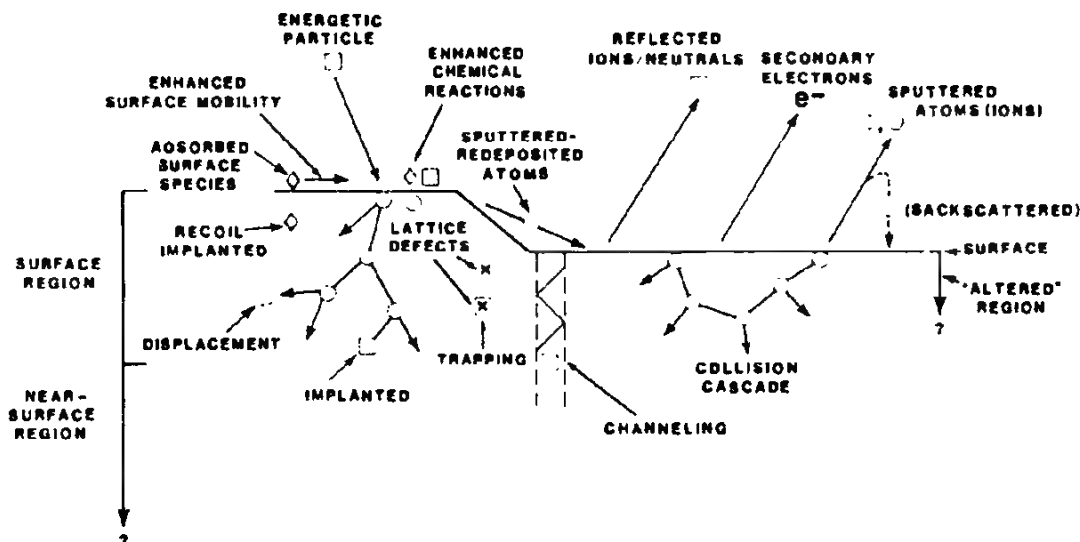 ENERGETIC
PARTICLE
ENHANCED
SURFACE MOBILITY
ENHANCED
CHEMICAL
REACTIONS
REFLECTED
IONS/NEUTRALS
SECONDARY
ELECTRONS
e-
SPUTTERED
ATOMS (IONS)
AOSORBED
SURFACE
SPECIES
SPUTTERED-
REDEPOSITED
ATOMS
RECOIL
IMPLANTED
LATTICE
DEFECTS
(SACKSCATTERED)
SURFACE
"ALTERED"
REGION
?
SURFACE
REGION
DISPLACEMENT
IMPLANTED
TRAPPING
COLLISION
CASCADE
CHANNELING
NEAR-
SURFACE
REGION
?